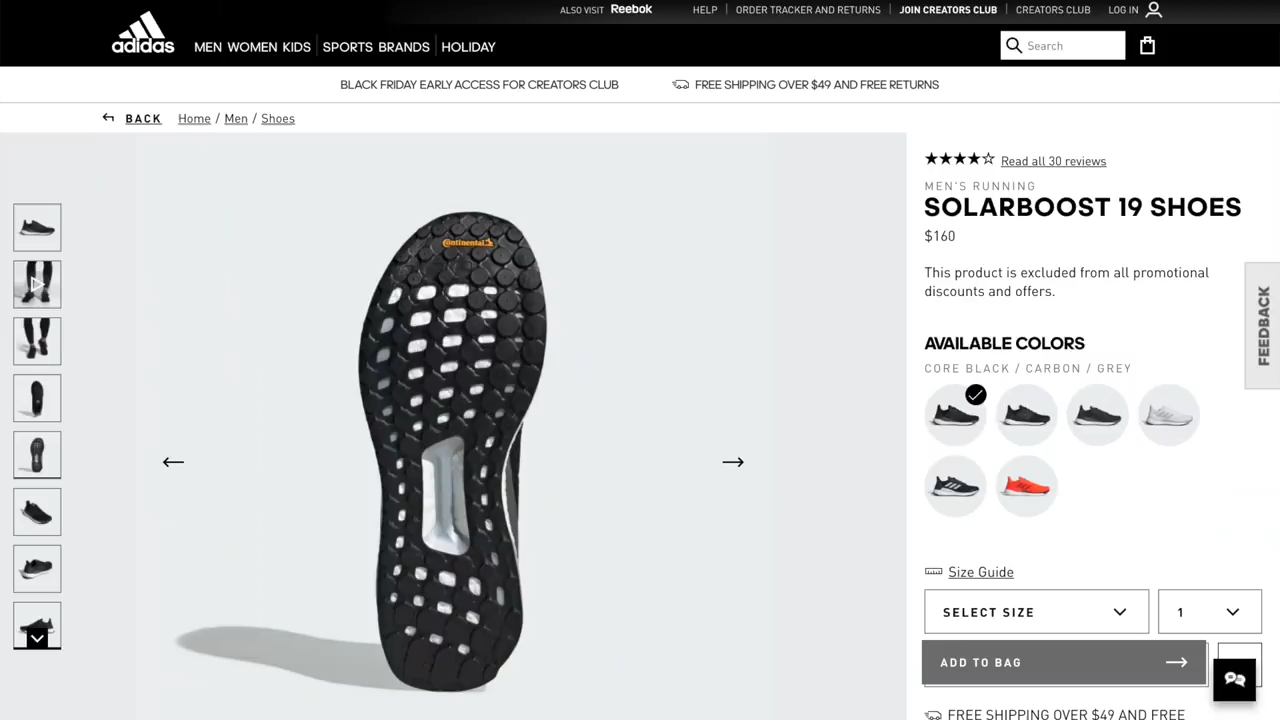 ALSO VISIT Reebok
HELP
ORDER TRACKER AND RETURNS
JOIN CREATORS CLUB
CREATORS CLUB
LOG IN
adidas
MEN WOMEN KIDS
SPORTS BRANDS
HOLIDAY
Search
BLACK FRIDAY EARLY ACCESS FOR CREATORS CLUB
FREE SHIPPING OVER $49 AND FREE RETURNS
BACK
Home / Men / Shoes
Continental
Read all 30 reviews
MEN'S RUNNING
SOLARBOOST 19 SHOES
$160
This product is excluded from all promotional
discounts and offers.
FEEDBACK
AVAILABLE COLORS
CORE BLACK / CARBON / GREY
Size Guide
SELECT SIZE
1
ADD TO BAG
FREE SHIPPING OVER $49 AND FREE